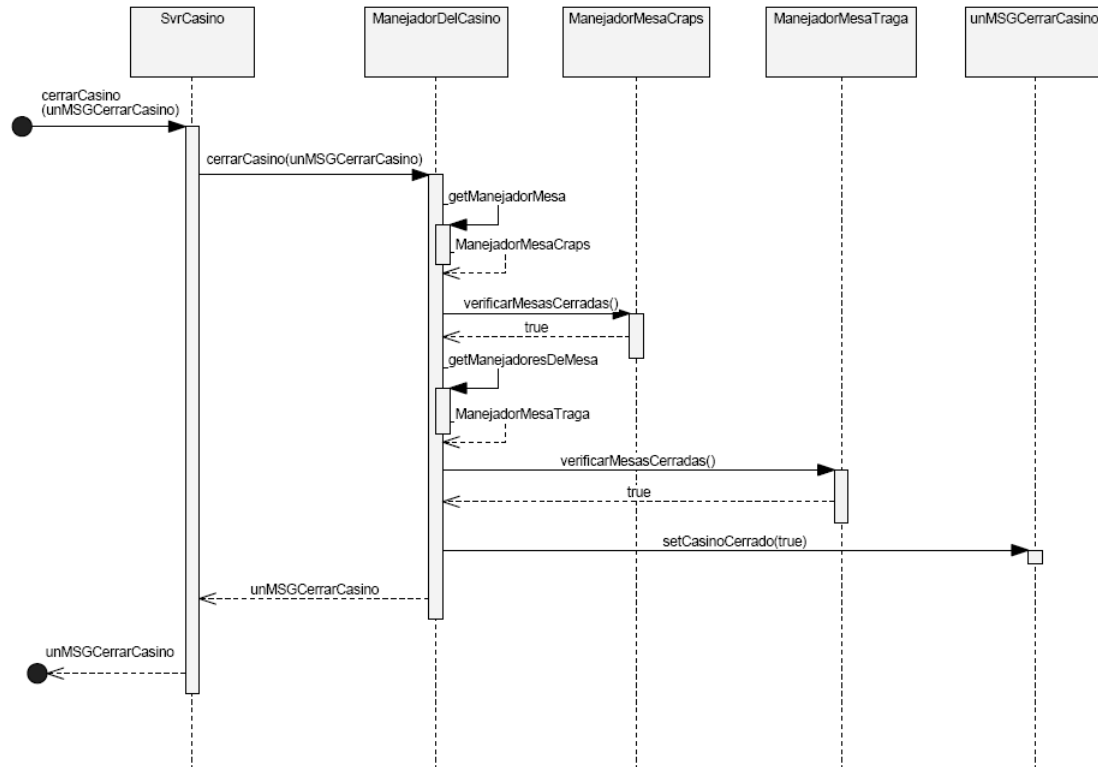 SvrCasino
ManejadorDelCasino
ManejadorMesaCraps
ManejadorMesaTraga
unMSGCerrarCasino
cerrarCasino
(unMSGCerrarCasino)
cerrarCasino(unMSGCerrarCasino)
getManejadorMesa
ManejadorMesaCraps
verificarMesasCerradas()
true
getManejadoresDeMesa
ManejadorMesaTraga
verificarMesasCerradas()
true
setCasinoCerrado(true)
unMSGCerrarCasino
unMSGCerrarCasino